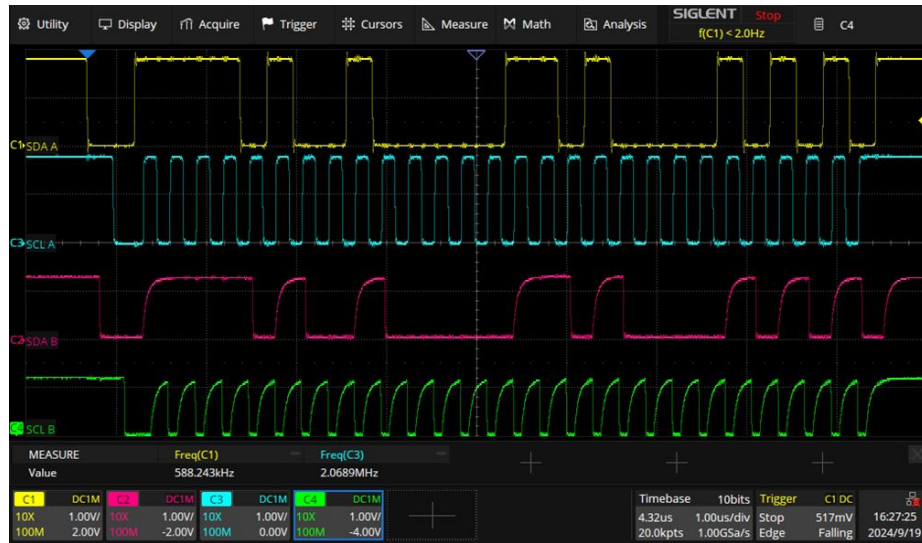 Utility Display Acquire Trigger Cursors Measure Math Analysis SIGLENT Stop C4
f(C1) < 2.0Hz
C1 SDA A
C3 SCL A
C2 SDA B
C4 SCL B
MEASURE Freq(C1) Freq(C3)
Value 588.243kHz 2.0689MHz
C1 DC1M C2 DC1M C3 DC1M C4 DC1M Timebase 10bits Trigger C1 DC
10X 1.00V/ 10X 1.00V/ 10X 1.00V/ 10X 1.00V/ 4.32us 1.00us/div Stop 517mV 16:27:25
100M 2.00V 100M -2.00V 100M 0.00V 100M -4.00V 20.0kpts 1.00GSa/s Edge Falling 2024/9/19